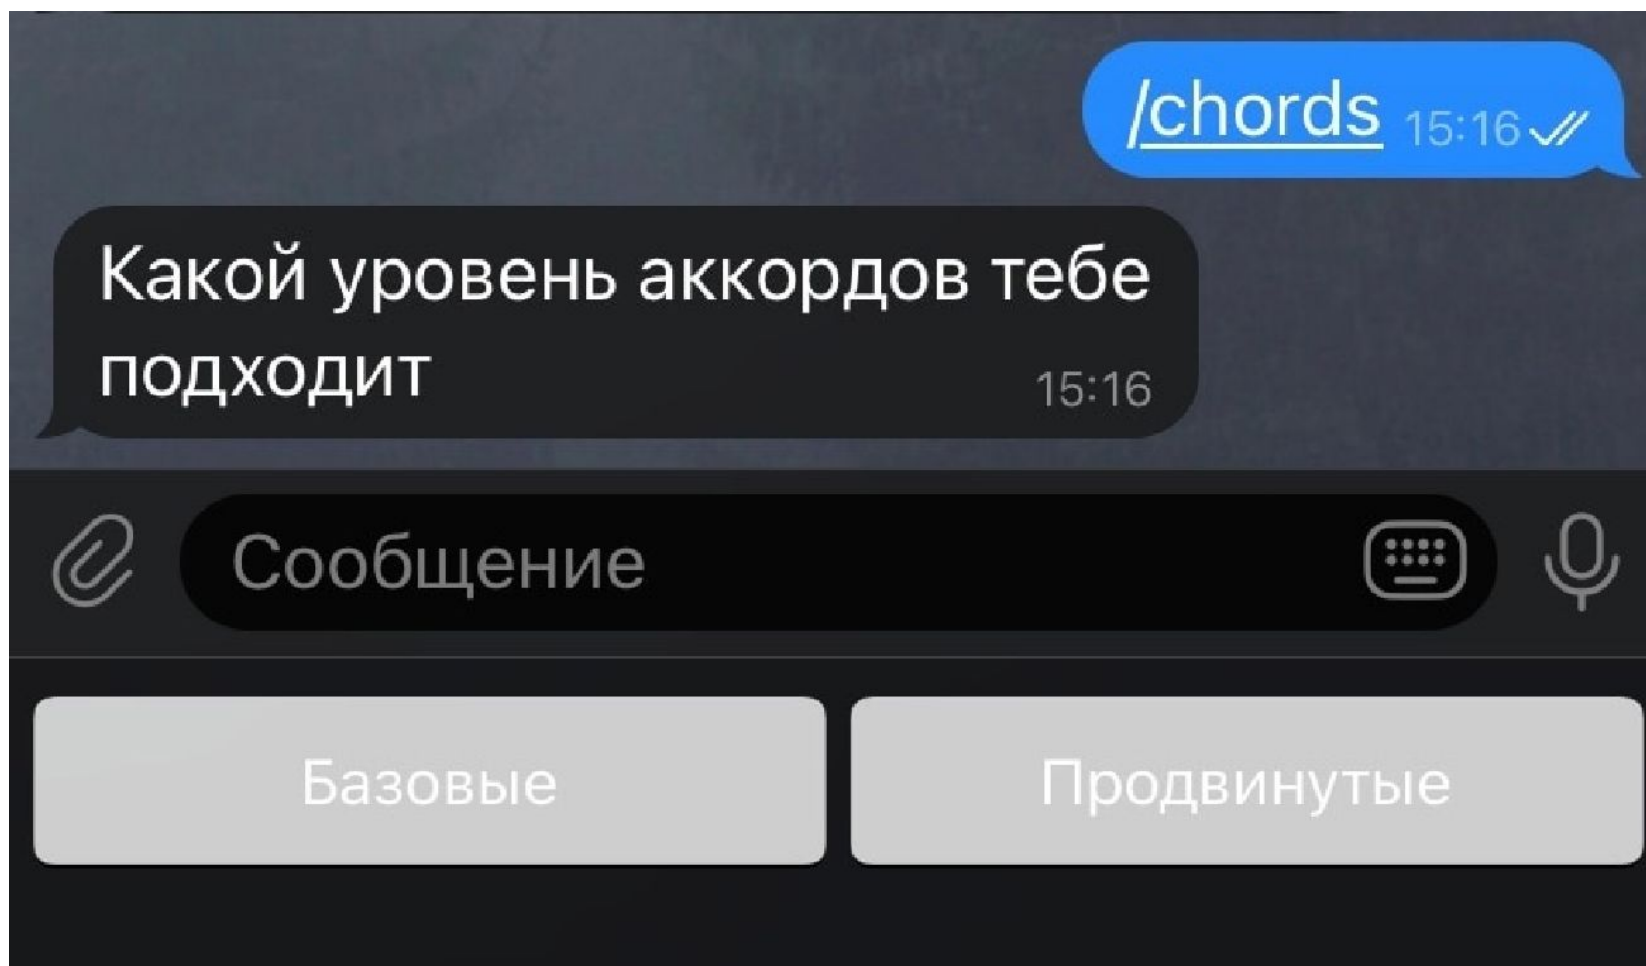 /chords 15:16
Какой уровень аккордов тебе
подходит 15:16
Сообщение
Базовые Продвинутые